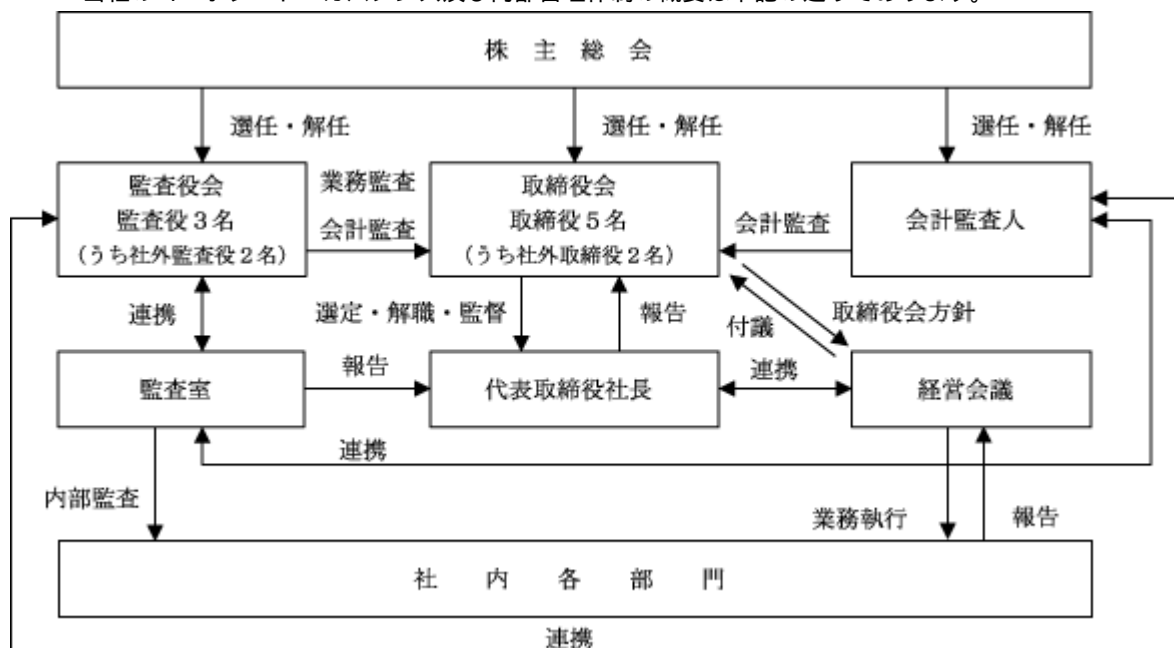 株主総会
選任・解任
選任・解任
選任・解任
監査役会
監査役3名
(うち社外監査役2名)
業務監査
会計監査
取締役会
取締役5名
(うち社外取締役2名)
会計監査
会計監査人
連携
選定・解職・監督
報告
付議
取締役会方針
監査室
報告
代表取締役社長
連携
経営会議
連携
内部監査
業務執行
報告
社内各部門
連携